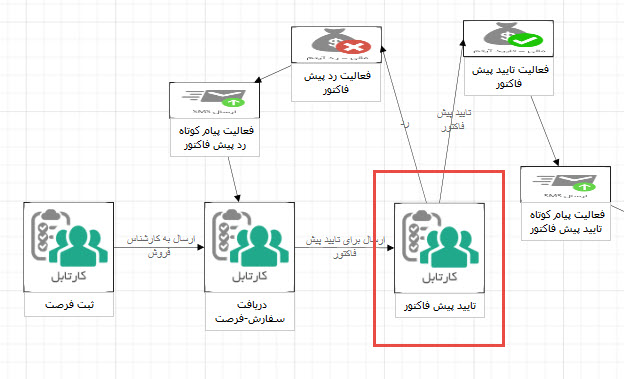 فعالیت رد پیش
فاکتور
فعالیت تایید پیش
فاکتور
ارسال SMS
فعالیت پیام کوتاه
رد پیش فاکتور
رد
تایید پیش
فاکتور
ارسال SMS
فعالیت پیام کوتاه
تایید پیش فاکتور
کارتابل
ثبت فرصت
ارسال به کارشناس
فروش
کارتابل
دریافت
سفارش-فرصت
ارسال برای تایید پیش
فاکتور
کارتابل
تایید پیش فاکتور